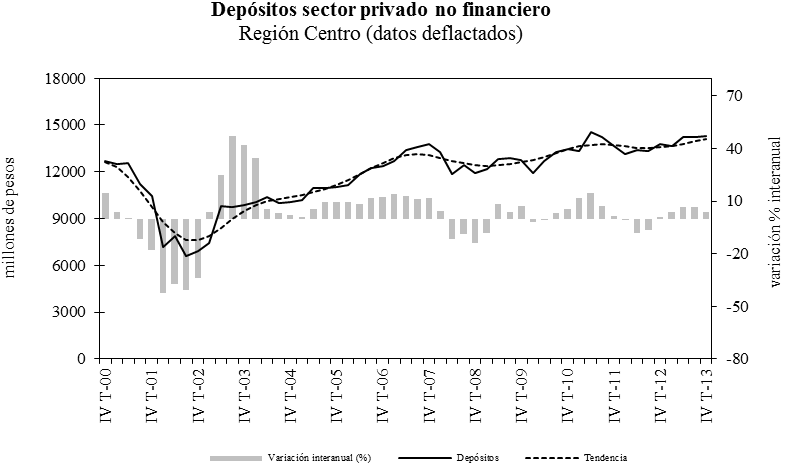 Depósitos sector privado no financiero
Región Centro (datos deflactados)
millones de pesos
18000
15000
12000
9000
6000
3000
0
70
40
10
-20
-50
-80
variación % interanual
IV T-00
IV T-01
IV T-02
IV T-03
IV T-04
IV T-05
IV T-06
IV T-07
IV T-08
IV T-09
IV T-10
IV T-11
IV T-12
IV T-13
Variación interanual (%)
Depósitos
Tendencia